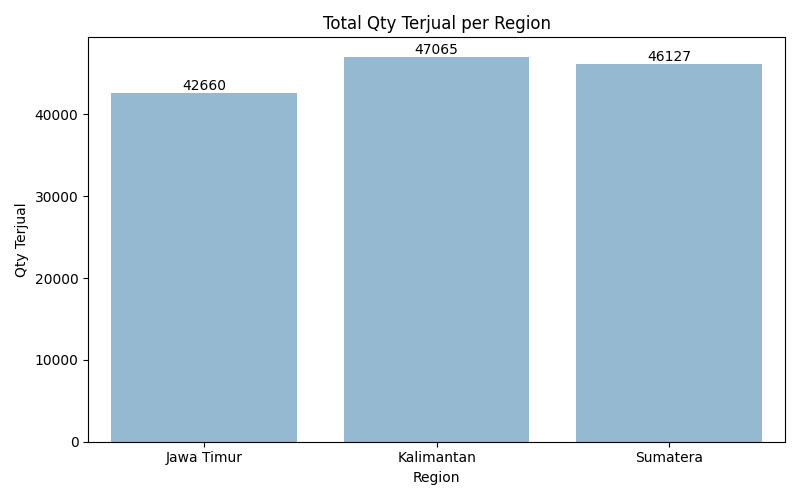 Total Qty Terjual per Region
47065
46127
42660
40000
30000
20000
10000
0
Qty Terjual
Jawa Timur Kalimantan Sumatera
Region